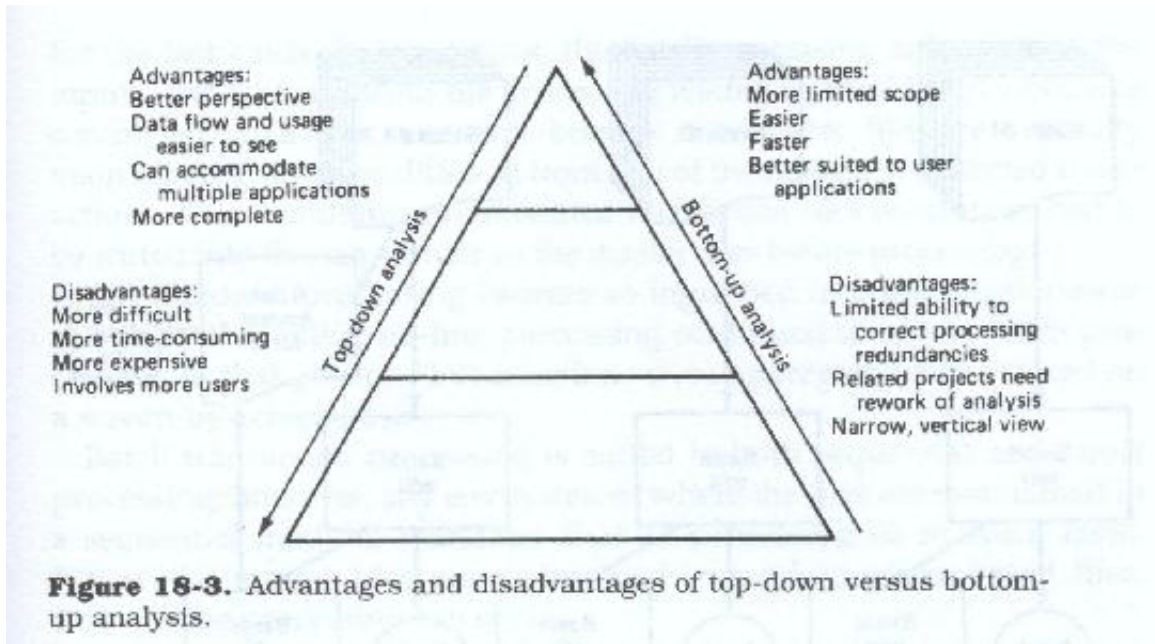 Advantages:
Better perspective
Data flow and usage
easier to see
Can accommodate
multiple applications
More complete
Disadvantages:
More difficult
More time-consuming
More expensive
Involves more users
Top-down analysis
Bottom-up analysis
Advantages:
More limited scope
Easier
Faster
Better suited to user
applications
Disadvantages:
Limited ability to
correct processing
redundancies
Related projects need
rework of analysis
Narrow, vertical view
Figure 18-3. Advantages and disadvantages of top-down versus bottom-
up analysis.